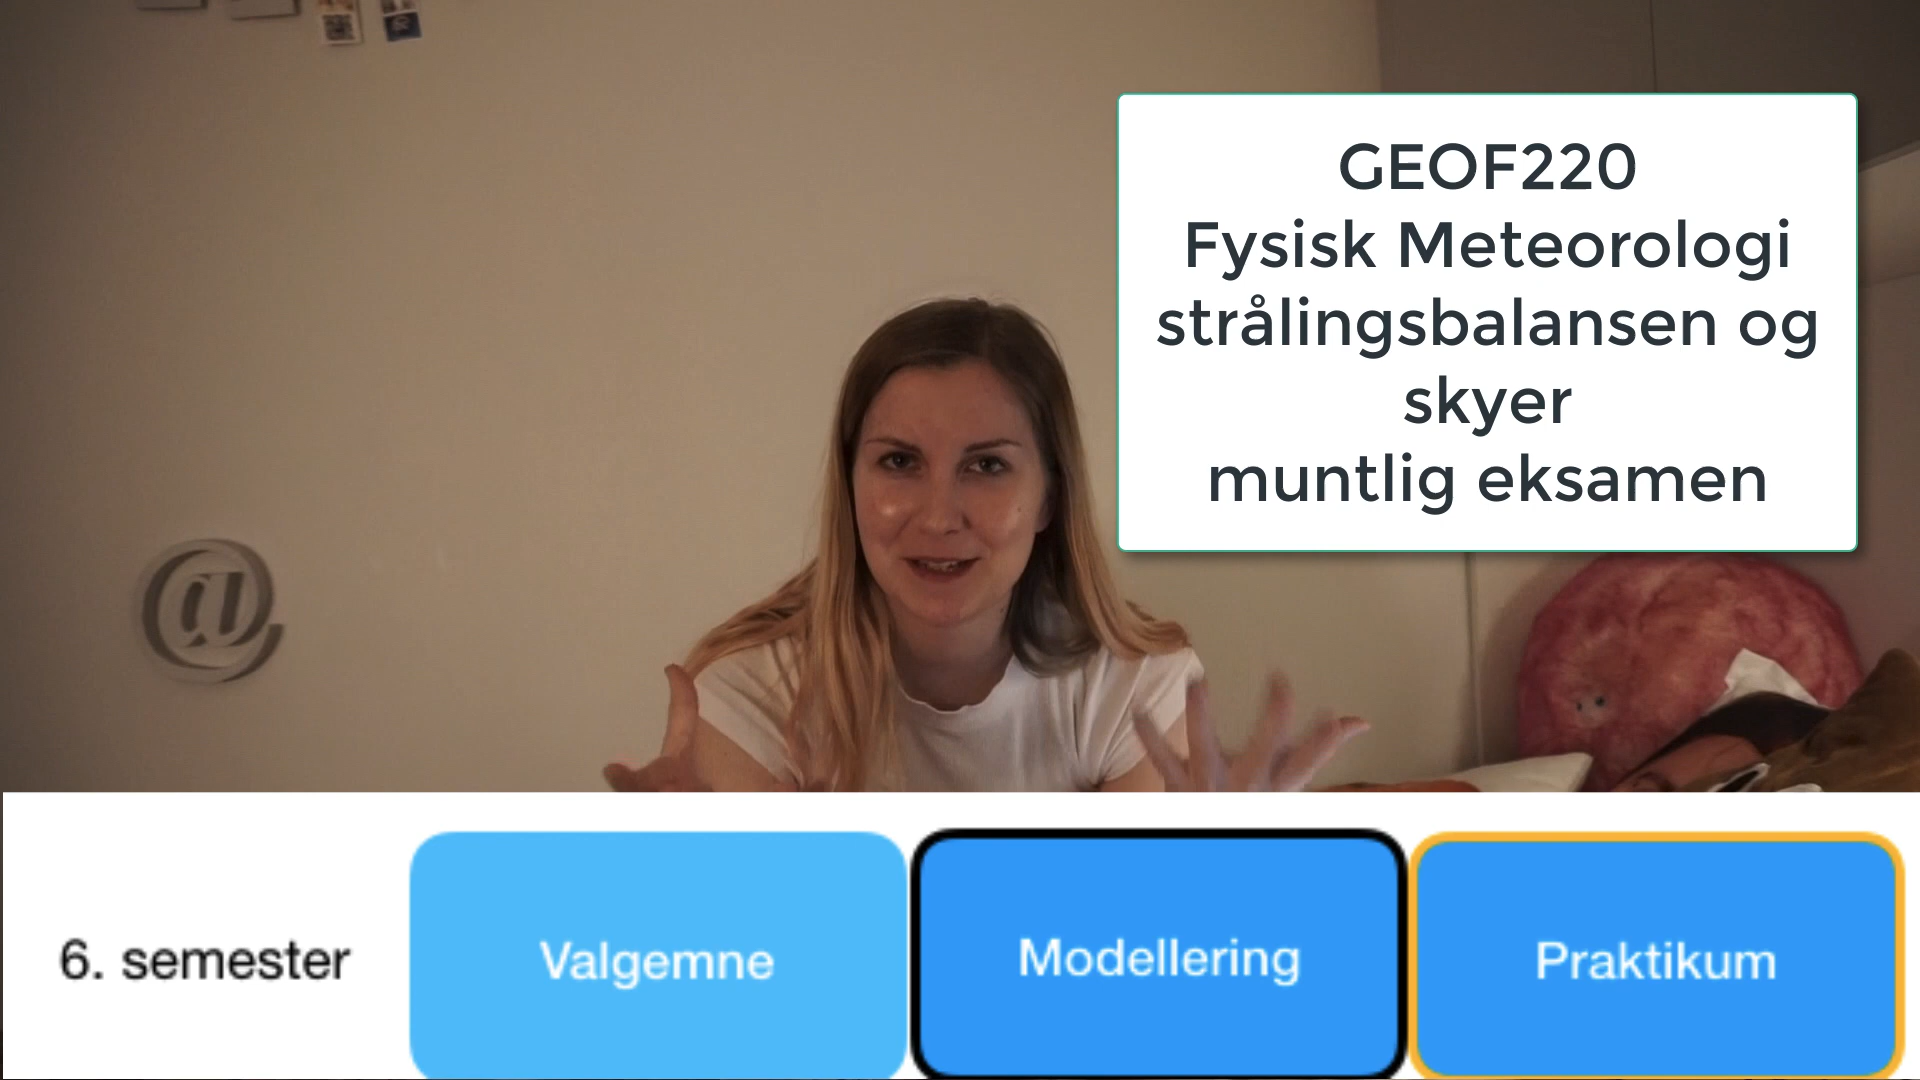 GEOF220
Fysisk Meteorologi
strålingsbalansen og
skyer
muntlig eksamen
@
6. semester
Valgemne
Modellering
Praktikum